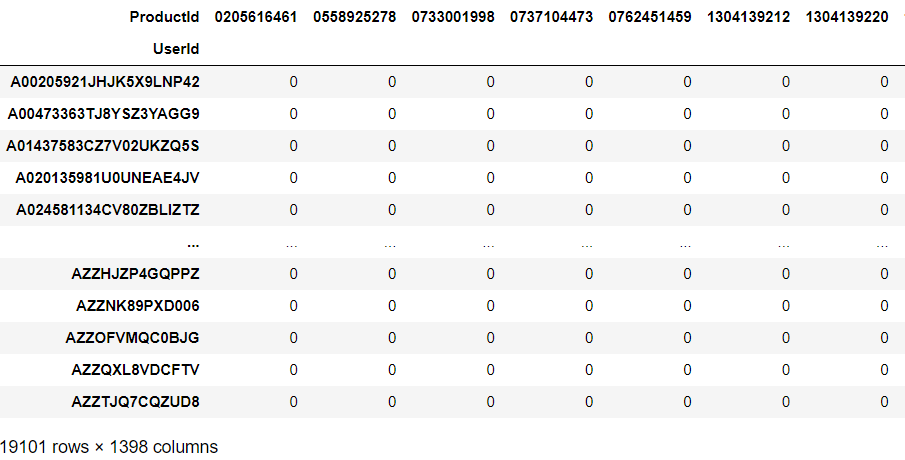 ProductId 0205616461 0558925278 0733001998 0737104473 0762451459 1304139212 1304139220
UserId
A00205921JHJK5X9LNP42 0 0 0 0 0 0 0
A00473363TJ8YSZ3YAGG9 0 0 0 0 0 0 0
A01437583CZ7V02UKZQ5S 0 0 0 0 0 0 0
A020135981U0UNEAE4JV 0 0 0 0 0 0 0
A024581134CV80ZBLIZTZ 0 0 0 0 0 0 0
... ... ... ... ... ... ... ...
AZZHJZP4GQPPZ 0 0 0 0 0 0 0
AZZNK89PXD006 0 0 0 0 0 0 0
AZZOFVMQC0BJG 0 0 0 0 0 0 0
AZZQXL8VDCFTV 0 0 0 0 0 0 0
AZZTJQ7CQZUD8 0 0 0 0 0 0 0
19101 rows × 1398 columns